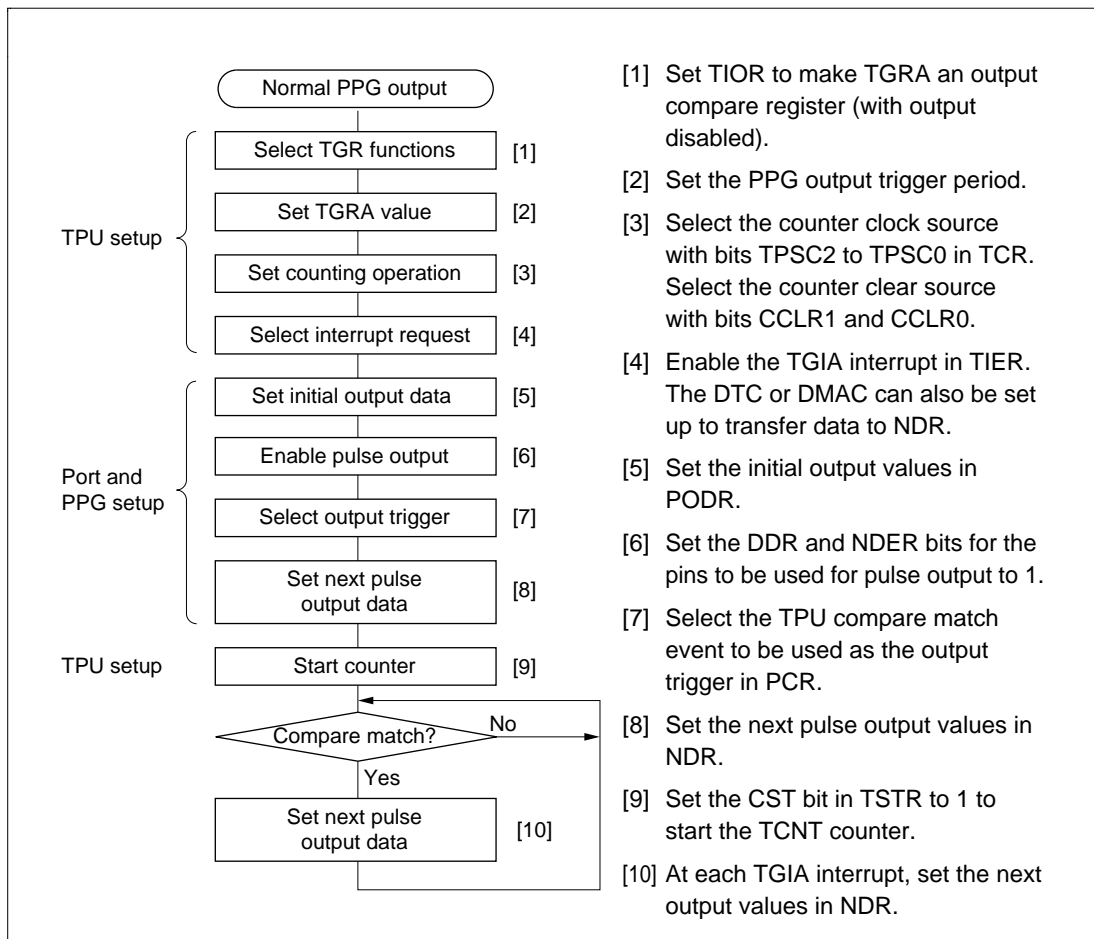 Normal PPG output
TPU setup
Select TGR functions [1]
Set TGRA value [2]
Set counting operation [3]
Select interrupt request [4]
Port and
PPG setup
Set initial output data [5]
Enable pulse output [6]
Select output trigger [7]
Set next pulse
output data
[8]
TPU setup
Start counter [9]
Compare match?
No
Yes
Set next pulse
output data
[10]
[1] Set TIOR to make TGRA an output
compare register (with output
disabled).
[2] Set the PPG output trigger period.
[3] Select the counter clock source
with bits TPSC2 to TPSC0 in TCR.
Select the counter clear source
with bits CCLR1 and CCLR0.
[4] Enable the TGIA interrupt in TIER.
The DTC or DMAC can also be set
up to transfer data to NDR.
[5] Set the initial output values in
PODR.
[6] Set the DDR and NDER bits for the
pins to be used for pulse output to 1.
[7] Select the TPU compare match
event to be used as the output
trigger in PCR.
[8] Set the next pulse output values in
NDR.
[9] Set the CST bit in TSTR to 1 to
start the TCNT counter.
[10] At each TGIA interrupt, set the next
output values in NDR.